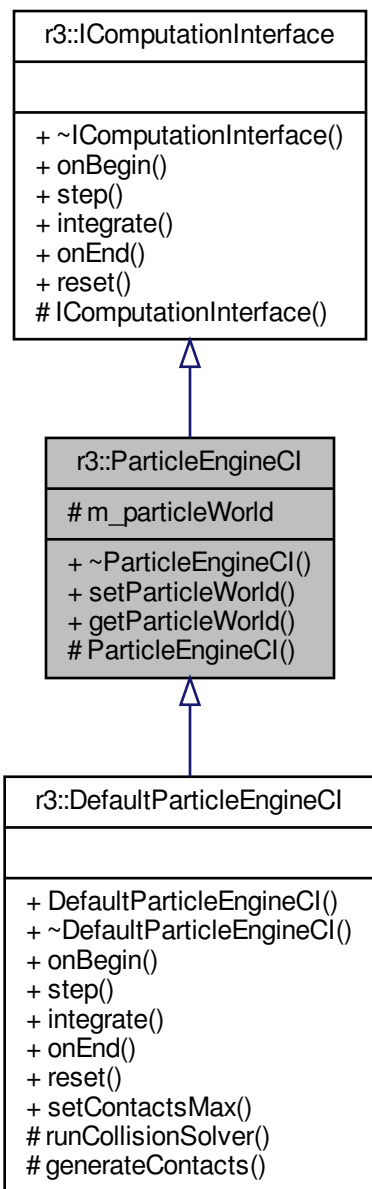 r3::IComputationInterface
+ ~IComputationInterface()
+ onBegin()
+ step()
+ integrate()
+ onEnd()
+ reset()
# IComputationInterface()
r3::ParticleEngineCI
# m_particleWorld
+ ~ParticleEngineCI()
+ setParticleWorld()
+ getParticleWorld()
# ParticleEngineCI()
r3::DefaultParticleEngineCI
+ DefaultParticleEngineCI()
+ ~DefaultParticleEngineCI()
+ onBegin()
+ step()
+ integrate()
+ onEnd()
+ reset()
+ setContactsMax()
# runCollisionSolver()
# generateContacts()